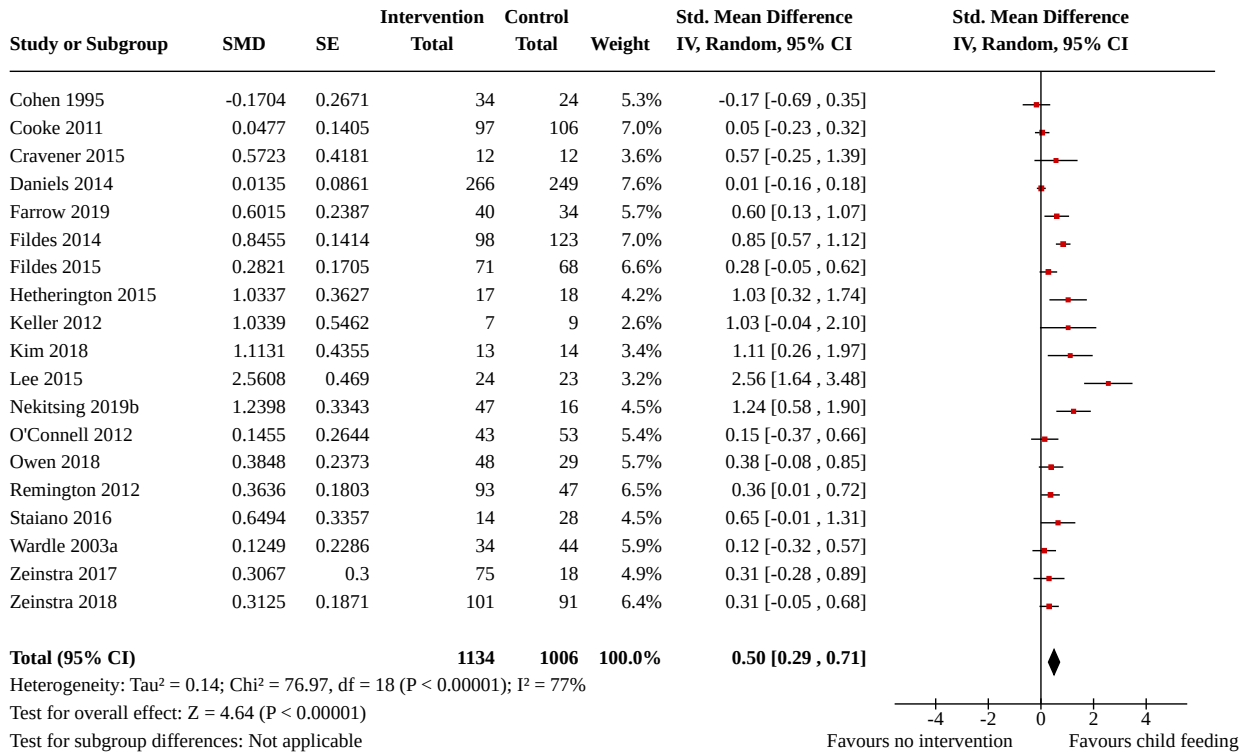 Intervention Control Std. Mean Difference Std. Mean Difference
Study or Subgroup SMD SE Total Total Weight IV, Random, 95% CI IV, Random, 95% CI
Cohen 1995 -0.1704 0.2671 34 24 5.3% -0.17 [-0.69 , 0.35]
Cooke 2011 0.0477 0.1405 97 106 7.0% 0.05 [-0.23 , 0.32]
Cravener 2015 0.5723 0.4181 12 12 3.6% 0.57 [-0.25 , 1.39]
Daniels 2014 0.0135 0.0861 266 249 7.6% 0.01 [-0.16 , 0.18]
Farrow 2019 0.6015 0.2387 40 34 5.7% 0.60 [0.13 , 1.07]
Fildes 2014 0.8455 0.1414 98 123 7.0% 0.85 [0.57 , 1.12]
Fildes 2015 0.2821 0.1705 71 68 6.6% 0.28 [-0.05 , 0.62]
Hetherington 2015 1.0337 0.3627 17 18 4.2% 1.03 [0.32 , 1.74]
Keller 2012 1.0339 0.5462 7 9 2.6% 1.03 [-0.04 , 2.10]
Kim 2018 1.1131 0.4355 13 14 3.4% 1.11 [0.26 , 1.97]
Lee 2015 2.5608 0.469 24 23 3.2% 2.56 [1.64 , 3.48]
Nekitsing 2019b 1.2398 0.3343 47 16 4.5% 1.24 [0.58 , 1.90]
O'Connell 2012 0.1455 0.2644 43 53 5.4% 0.15 [-0.37 , 0.66]
Owen 2018 0.3848 0.2373 48 29 5.7% 0.38 [-0.08 , 0.85]
Remington 2012 0.3636 0.1803 93 47 6.5% 0.36 [0.01 , 0.72]
Staiano 2016 0.6494 0.3357 14 28 4.5% 0.65 [-0.01 , 1.31]
Wardle 2003a 0.1249 0.2286 34 44 5.9% 0.12 [-0.32 , 0.57]
Zeinstra 2017 0.3067 0.3 75 18 4.9% 0.31 [-0.28 , 0.89]
Zeinstra 2018 0.3125 0.1871 101 91 6.4% 0.31 [-0.05 , 0.68]
Total (95% CI) 1134 1006 100.0% 0.50 [0.29 , 0.71]
Heterogeneity: Tau² = 0.14; Chi² = 76.97, df = 18 (P < 0.00001); I² = 77%
Test for overall effect: Z = 4.64 (P < 0.00001)
-4 -2 0 2 4
Test for subgroup differences: Not applicable
Favours no intervention Favours child feeding